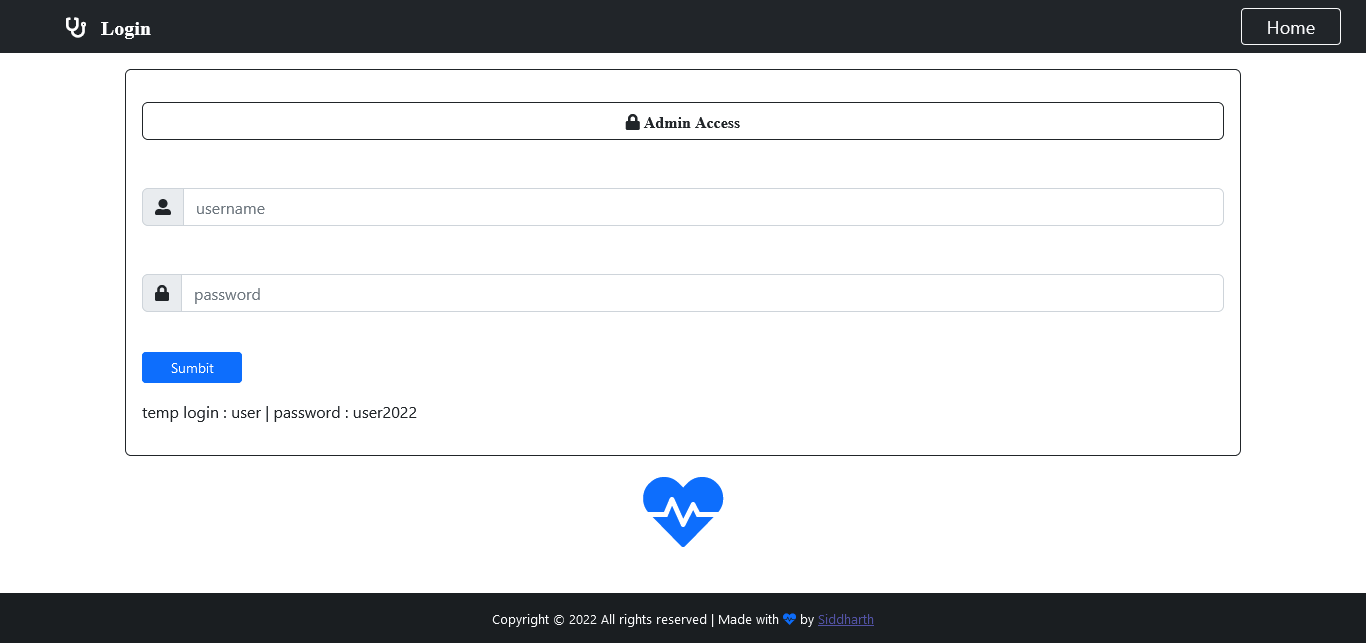 Login
Home
Admin Access
username
password
Sumbit
temp login : user | password : user2022
Copyright © 2022 All rights reserved | Made with by Siddharth